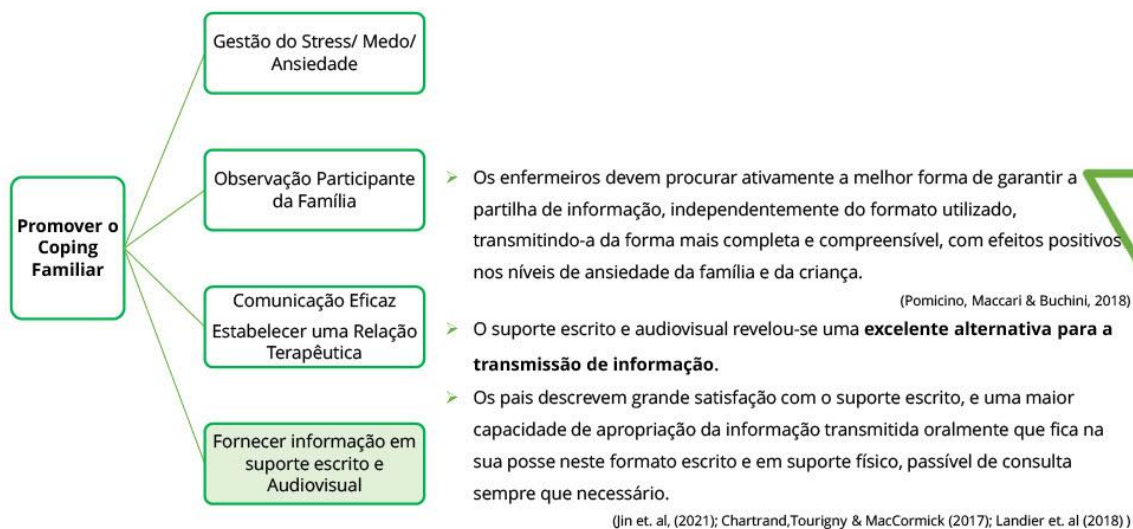 Promover o
Coping
Familiar
Gestão do Stress/ Medo/
Ansiedade
Observação Participante
da Família
Comunicação Eficaz
Estabelecer uma Relação
Terapêutica
Fornecer informação em
suporte escrito e
Audiovisual
Os enfermeiros devem procurar ativamente a melhor forma de garantir a
partilha de informação, independentemente do formato utilizado,
transmitindo-a da forma mais completa e compreensível, com efeitos positivos
nos níveis de ansiedade da família e da criança.
(Pomicino, Maccari & Buchini, 2018)
O suporte escrito e audiovisual revelou-se uma excelente alternativa para a
transmissão de informação.
Os pais descrevem grande satisfação com o suporte escrito, e uma maior
capacidade de apropriação da informação transmitida oralmente que fica na
sua posse neste formato escrito e em suporte físico, passível de consulta
sempre que necessário.
(Jin et. al, (2021); Chartrand,Tourigny & MacCormick (2017); Landier et. al (2018) )